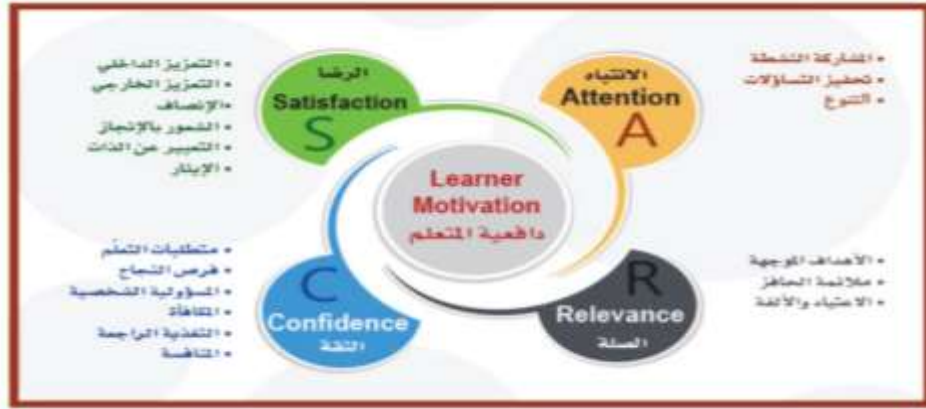 الانتباه
Attention
A
• المشاركة النشطة
• تحفيز التساؤلات
• التنوع
الرضا
Satisfaction
S
• التعزيز الداخلي
• التعزيز الخارجي
• الإنصاف
• الشعور بالإنجاز
• التعبير عن الذات
• الإيثار
Learner
Motivation
دافعية المتعلم
R
Relevance
الصلة
• الأهداف الموجهة
• ملائمة الحافز
• الاعتياد والألفة
C
Confidence
الثقة
• متطلبات التعلّم
• فرص النجاح
• المسؤولية الشخصية
• المكافأة
• التغذية الراجعة
• المنافسة